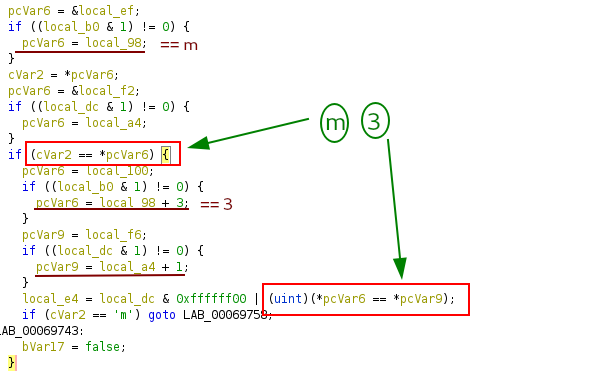 pcVar6 = &local_ef;
if ((local_b0 & 1) != 0) {
pcVar6 = local_98; == m
}
cVar2 = *pcVar6;
pcVar6 = &local_f2;
if ((local_dc & 1) != 0) {
pcVar6 = local_a4;
}
m 3
if (cVar2 == *pcVar6) {
pcVar6 = local_100;
if ((local_b0 & 1) != 0) {
pcVar6 = local_98 + 3; == 3
}
pcVar9 = local_f6;
if ((local_dc & 1) != 0) {
pcVar9 = local_a4 + 1;
}
local_e4 = local_dc & 0xffffff00 | (uint)(*pcVar6 == *pcVar9);
if (cVar2 == 'm') goto LAB_00069758;
LAB_00069743:
bVar17 = false;
}